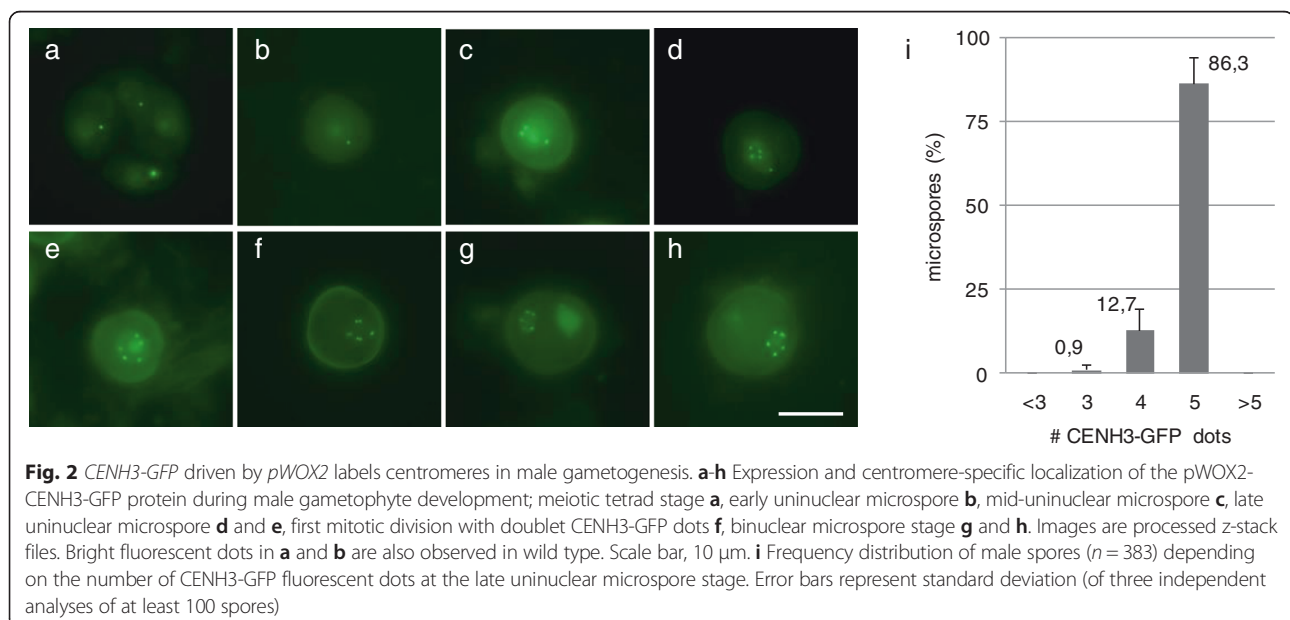 a
b
c
d
e
f
g
h
i
100
75
50
25
0
microspores (%)
0,9
12,7
86,3
<3 3 4 5 >5
# CENH3-GFP dots
Fig. 2 CENH3-GFP driven by pWOX2 labels centromeres in male gametogenesis. a-h Expression and centromere-specific localization of the pWOX2-
CENH3-GFP protein during male gametophyte development; meiotic tetrad stage a, early uninuclear microspore b, mid-uninuclear microspore c, late
uninuclear microspore d and e, first mitotic division with doublet CENH3-GFP dots f, binuclear microspore stage g and h. Images are processed z-stack
files. Bright fluorescent dots in a and b are also observed in wild type. Scale bar, 10 μm. i Frequency distribution of male spores (n = 383) depending
on the number of CENH3-GFP fluorescent dots at the late uninuclear microspore stage. Error bars represent standard deviation (of three independent
analyses of at least 100 spores)